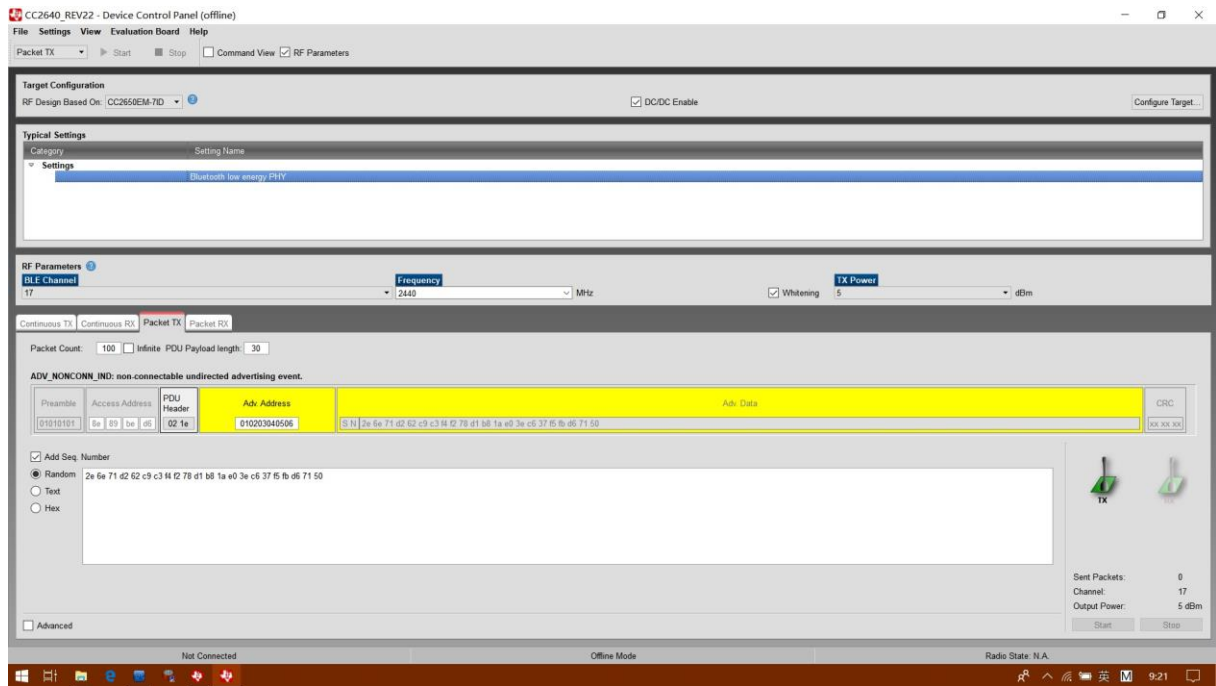 CC2640_REV22 - Device Control Panel (offline)
File Settings View Evaluation Board Help
Packet TX Start Stop Command View RF Parameters
Target Configuration
RF Design Based On: CC2650EM-7ID DC/DC Enable Configure Target...
Typical Settings
Category Setting Name
Settings
Bluetooth low energy PHY
RF Parameters
BLE Channel Frequency TX Power
17 2440 MHz Whitening 5 dBm
Continuous TX Continuous RX Packet TX Packet RX
Packet Count: 100 Infinite PDU Payload length: 30
ADV_NONCONN_IND: non-connectable undirected advertising event.
Preamble Access Address PDU Header Adv. Address Adv. Data CRC
01010101 8e 89 be d6 02 1e 010203040506 S N 2e 6e 71 d2 62 c9 c3 f4 f2 78 d1 b8 1a e0 3e c6 37 f5 fb d6 71 50 xx xx xx
Add Seq. Number
Random 2e 6e 71 d2 62 c9 c3 f4 f2 78 d1 b8 1a e0 3e c6 37 f5 fb d6 71 50
Text
Hex
TX
Sent Packets: 0
Channel: 17
Output Power: 5 dBm
Advanced Start Stop
Not Connected Offline Mode Radio State: N.A.
英 M 9:21